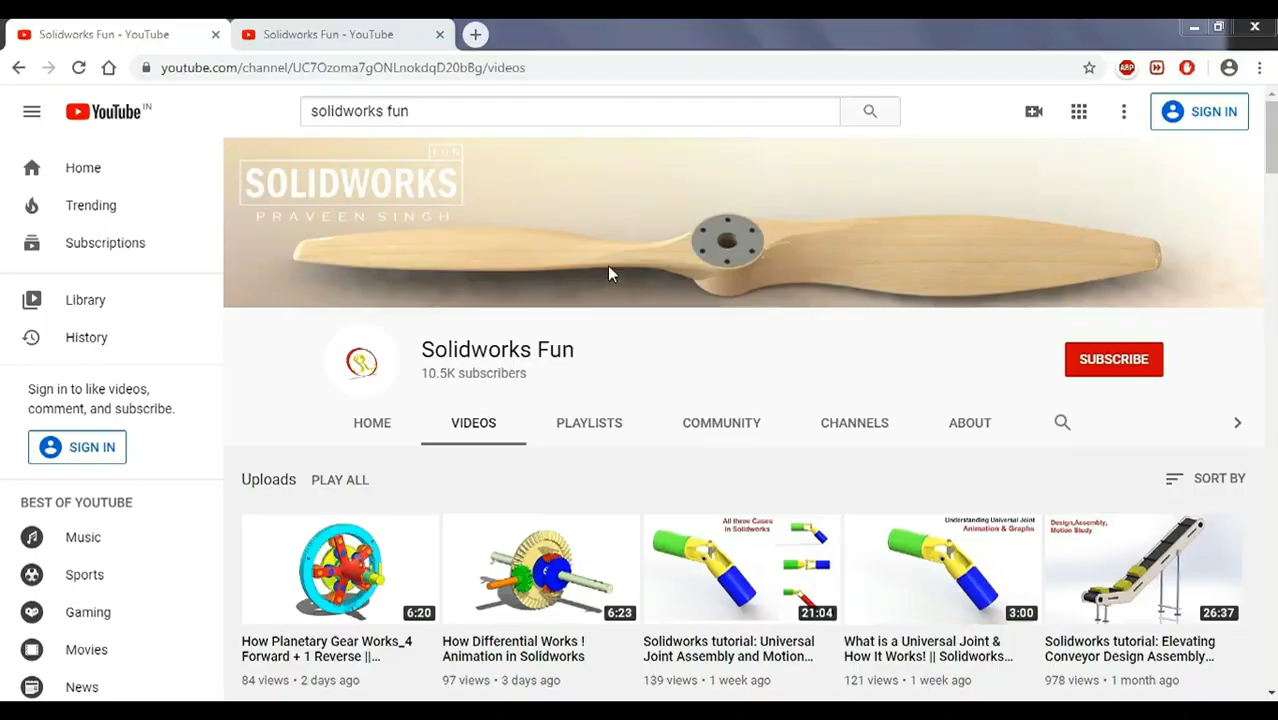 Solidworks Fun - YouTube
Solidworks Fun - YouTube
youtube.com/channel/UC7Ozoma7gONLnokdqD20bBg/videos
ABP
YouTube IN
solidworks fun
SIGN IN
Home
Trending
Subscriptions
Library
History
Sign in to like videos,
comment, and subscribe.
SIGN IN
BEST OF YOUTUBE
Music
Sports
Gaming
Movies
News
FUN
SOLIDWORKS
PRAVEEN SINGH
Solidworks Fun
10.5K subscribers
SUBSCRIBE
HOME
VIDEOS
PLAYLISTS
COMMUNITY
CHANNELS
ABOUT
Uploads
PLAY ALL
SORT BY
6:20
How Planetary Gear Works_4
Forward + 1 Reverse ||...
84 views • 2 days ago
6:23
How Differential Works !
Animation in Solidworks
97 views • 3 days ago
All three Cases
in Solidworks
21:04
Solidworks tutorial: Universal
Joint Assembly and Motion...
139 views • 1 week ago
Understanding Universal Joint
Animation & Graphs
3:00
What is a Universal Joint &
How It Works! || Solidworks...
121 views • 1 week ago
Design,Assembly,
Motion Study
26:37
Solidworks tutorial: Elevating
Conveyor Design Assembly...
978 views • 1 month ago